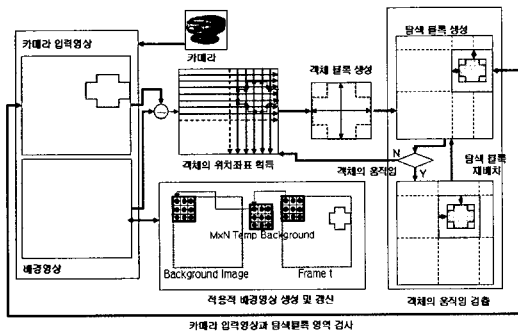 카메라 입력영상
카메라
탐색 블록 생성
객체 블록 생성
객체의 위치좌표 획득
N
객체의 움직임
Y
탐색 블록
재배치
MxN Temp Background
배경영상
Background Image
Frame t
적응적 배경영상 생성 및 갱신
객체의 움직임 검출
카메라 입력영상과 탐색블록 영역 검사